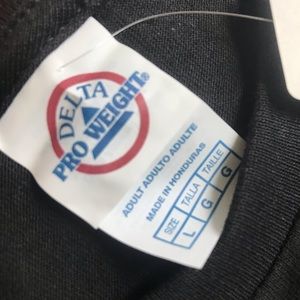 DELTA
PRO WEIGHT®
ADULT ADULTO ADULTE
MADE IN HONDURAS
SIZE TALLA TAILLE
L G G